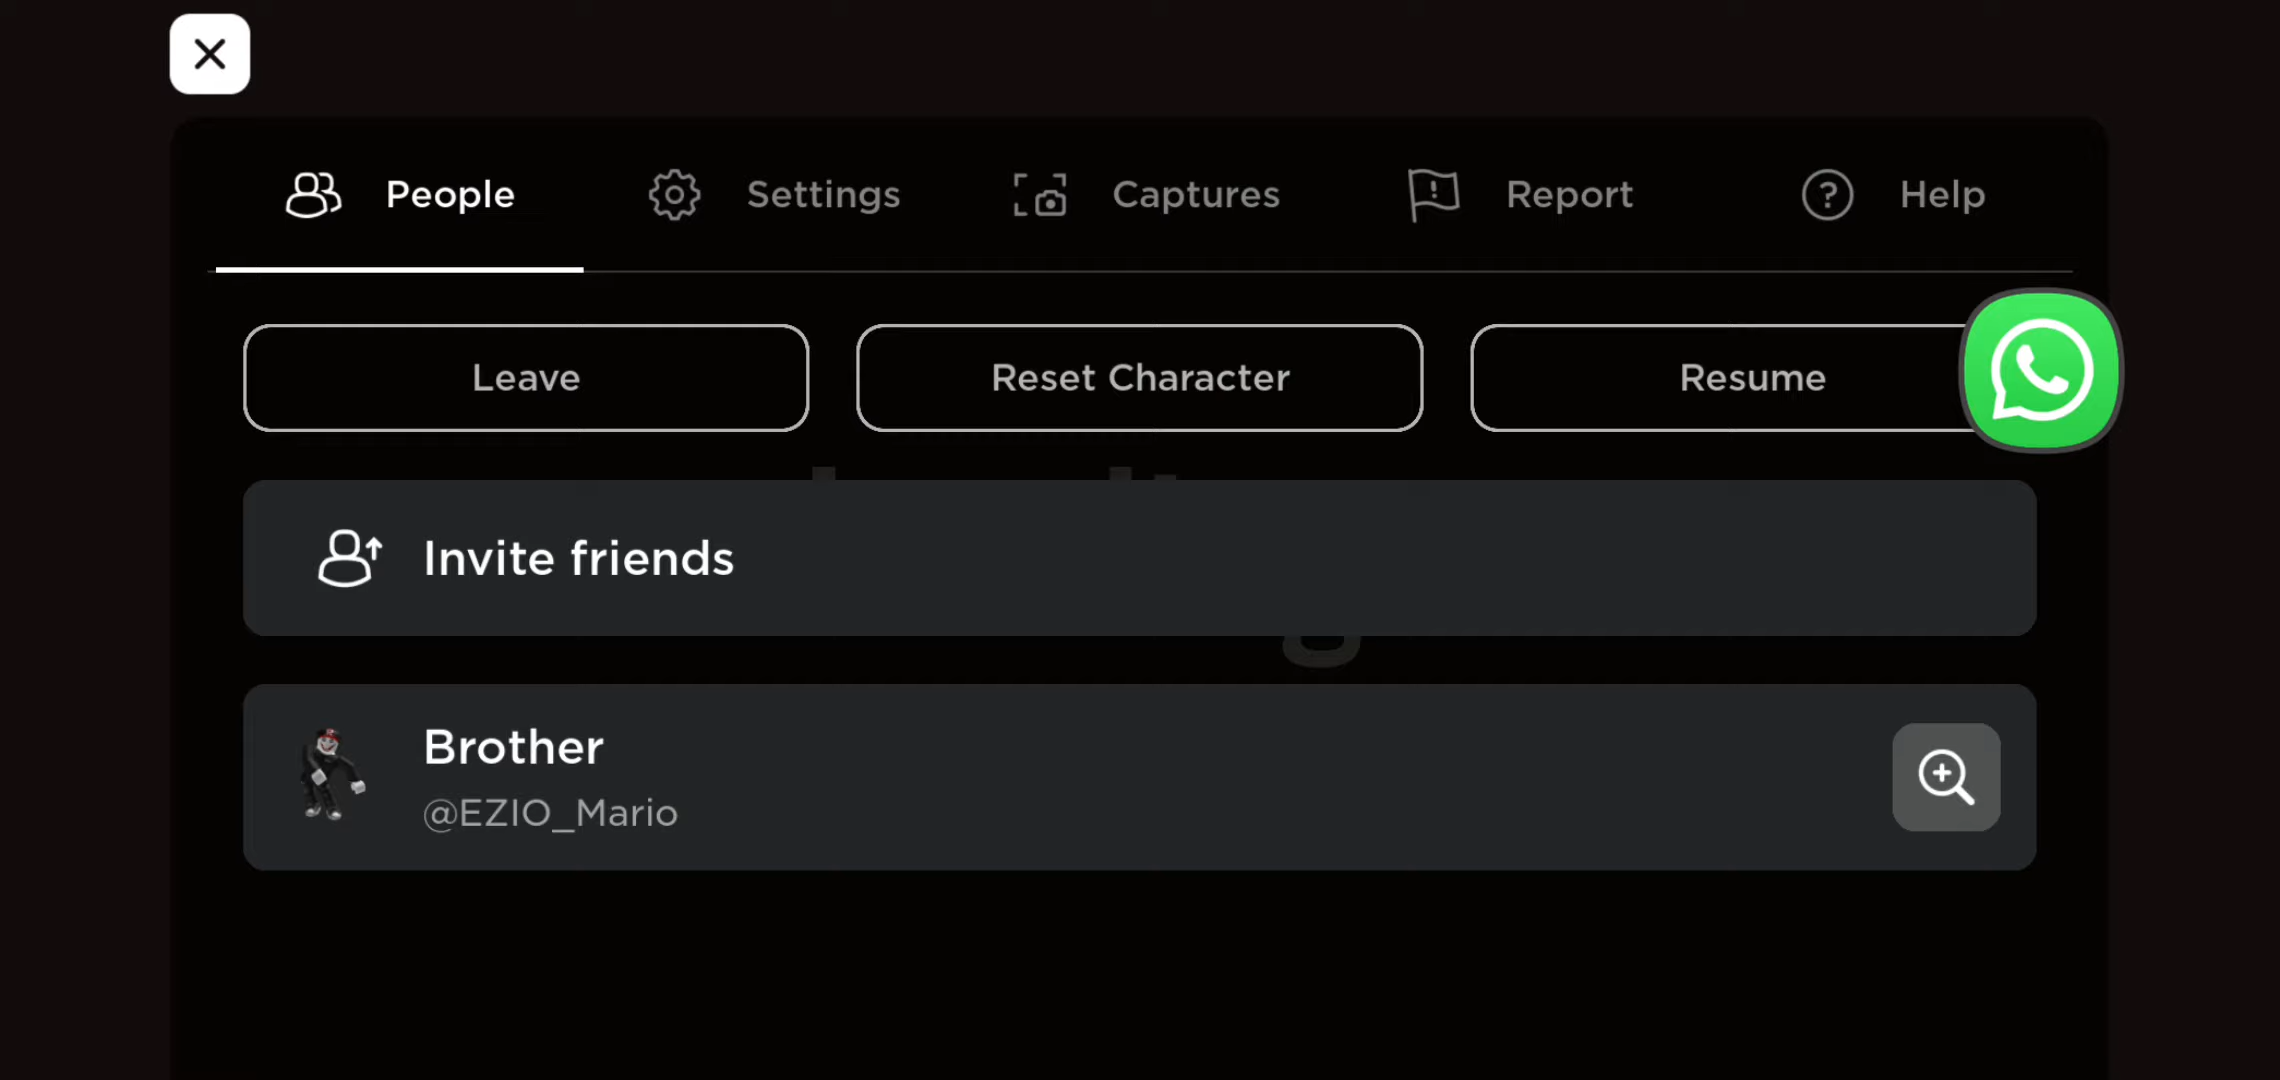 People
Settings
Captures
Report
Help
Leave
Reset Character
Resume
Invite friends
Brother
@EZIO_Mario